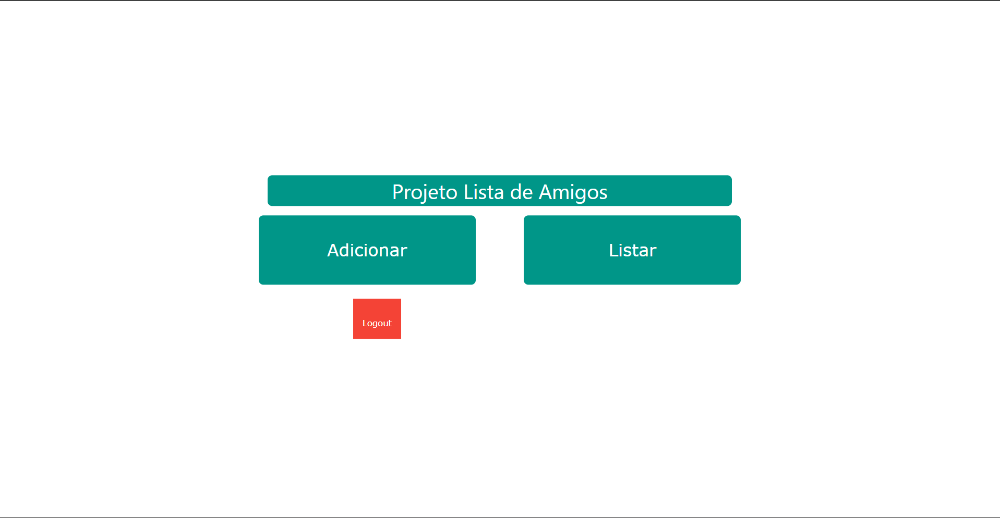 Projeto Lista de Amigos
Adicionar
Listar
Logout